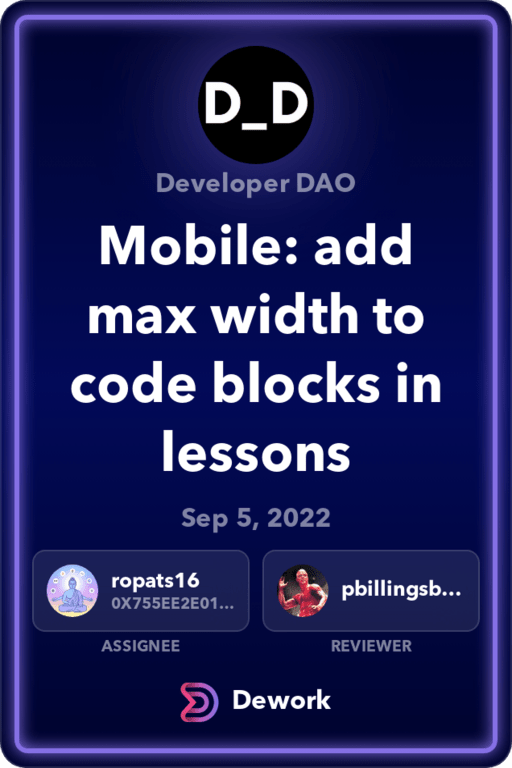 D_D
Developer DAO
Mobile: add
max width to
code blocks in
lessons
Sep 5, 2022
ropats16
0X755EE2E01...
pbillingsb...
ASSIGNEE
REVIEWER
Dework